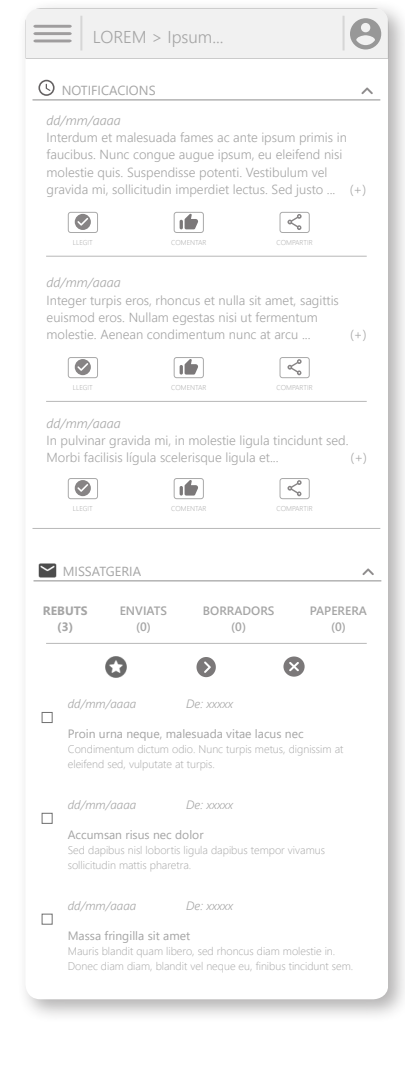 LOREM > Ipsum...
NOTIFICACIONS
dd/mm/aaaa
Interdum et malesuada fames ac ante ipsum primis in
faucibus. Nunc congue augue ipsum, eu eleifend nisi
molestie quis. Suspendisse potenti. Vestibulum vel
gravida mi, sollicitudin imperdiet lectus. Sed justo ... (+)
LLEGIT COMENTAR COMPARTIR
dd/mm/aaaa
Integer turpis eros, rhoncus et nulla sit amet, sagittis
euismod eros. Nullam egestas nisi ut fermentum
molestie. Aenean condimentum nunc at arcu ... (+)
LLEGIT COMENTAR COMPARTIR
dd/mm/aaaa
In pulvinar gravida mi, in molestie ligula tincidunt sed.
Morbi facilisis ligula scelerisque ligula et... (+)
LLEGIT COMENTAR COMPARTIR
MISSATGERIA
REBUTS ENVIATS BORRADORS PAPERERA
(3) (0) (0) (0)
dd/mm/aaaa De: xxxxx
Proin urna neque, malesuada vitae lacus nec
Condimentum dictum odio. Nunc turpis metus, dignissim at
eleifend sed, vulputate at turpis.
dd/mm/aaaa De: xxxxx
Accumsan risus nec dolor
Sed dapibus nisl lobortis ligula dapibus tempor vivamus
sollicitudin mattis pharetra.
dd/mm/aaaa De: xxxxx
Massa fringilla sit amet
Mauris blandit quam libero, sed rhoncus diam molestie in.
Donec diam diam, blandit vel neque eu, finibus tincidunt sem.